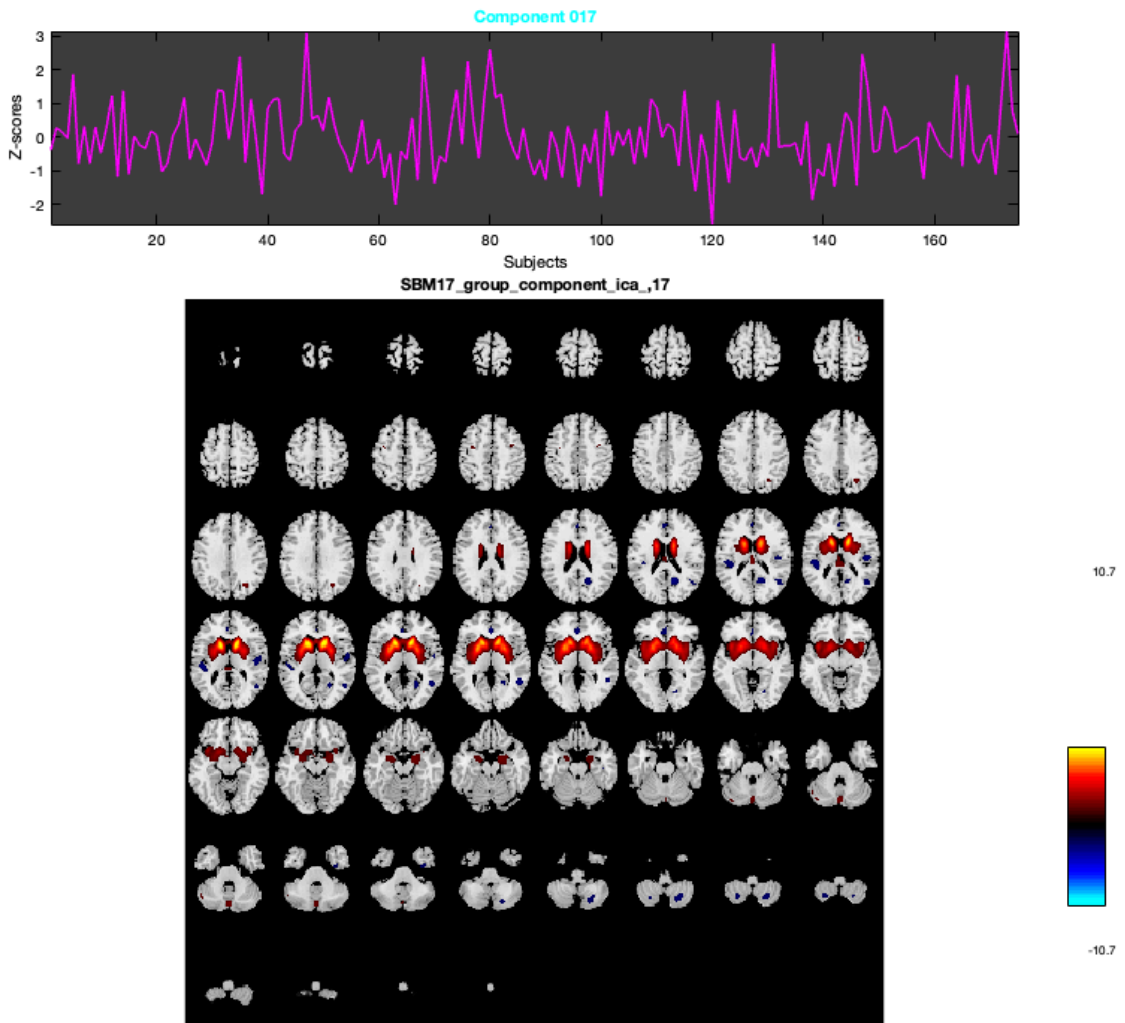 Component 017
3
2
1
0
-1
-2
Z-scores
20 40 60 80 100 120 140 160
Subjects
SBM17_group_component_ica_,17
10.7
-10.7